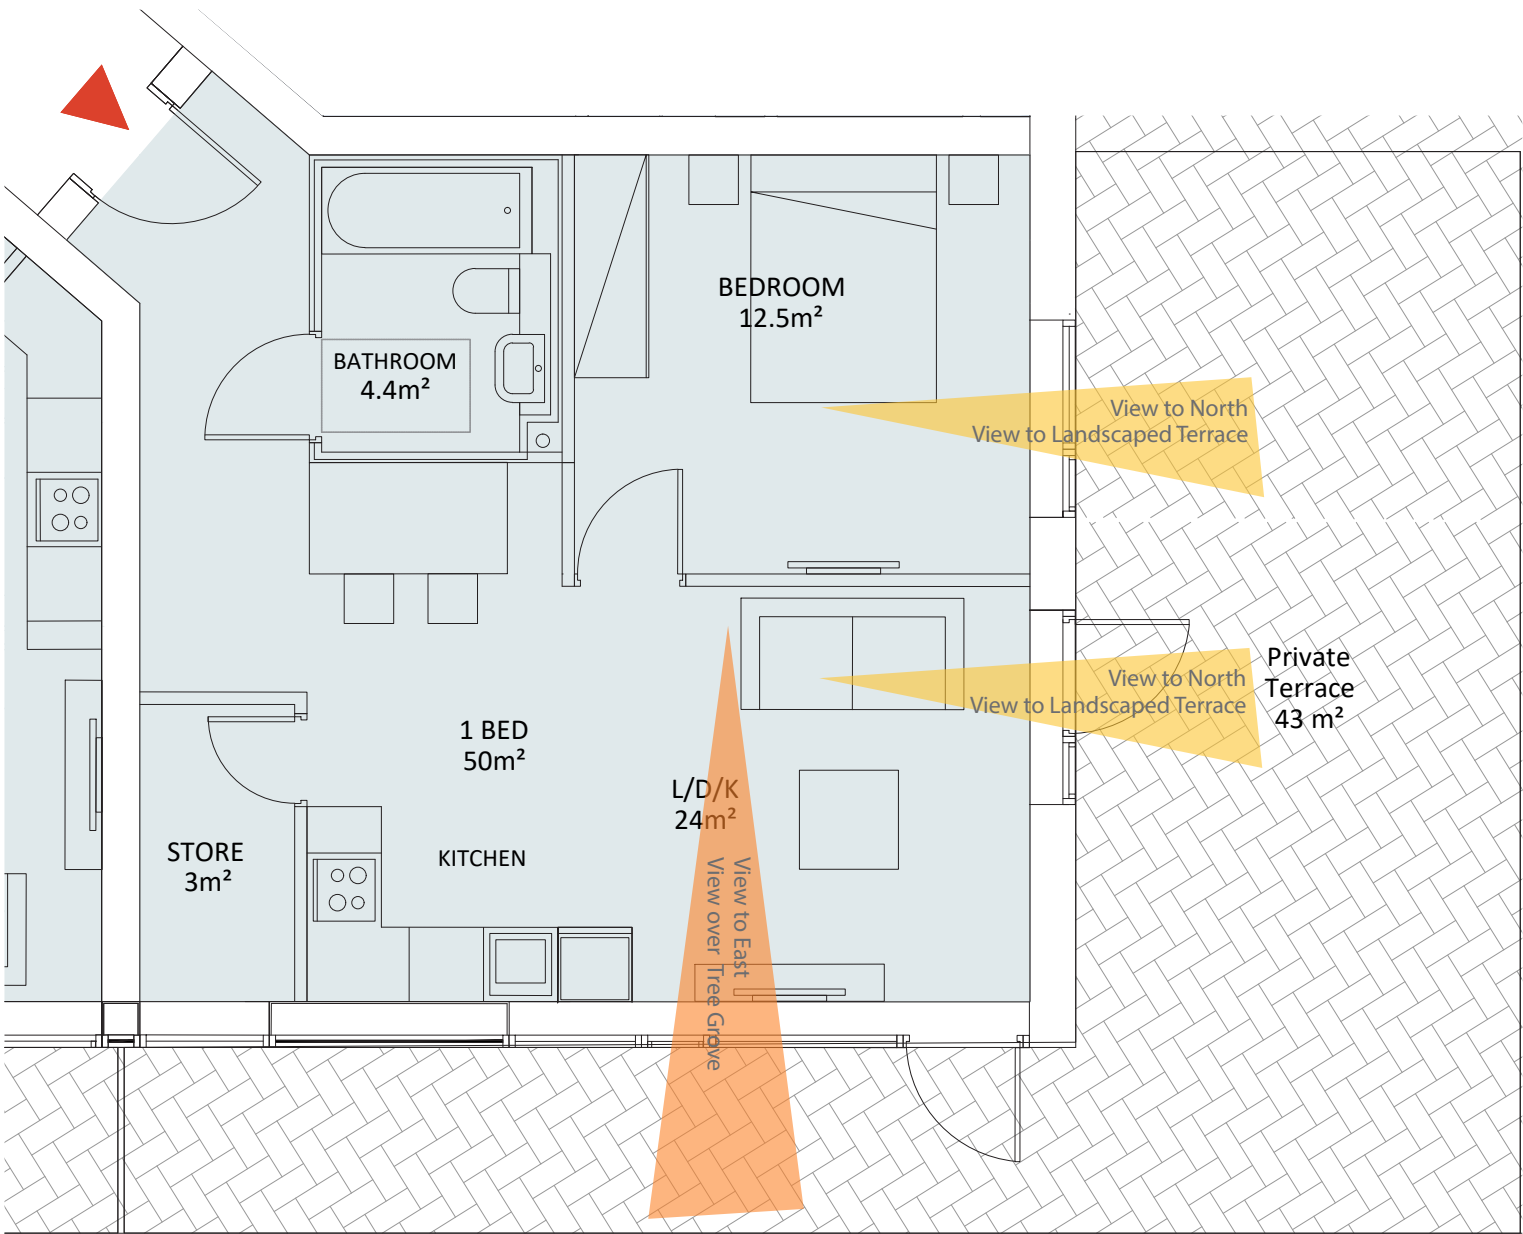 BEDROOM
12.5m²
BATHROOM
4.4m²
View to North
View to Landscaped Terrace
View to North
View to Landscaped Terrace
Private
Terrace
43 m²
1 BED
50m²
L/D/K
24m²
STORE
3m²
KITCHEN
View to East
View over Tree Grove